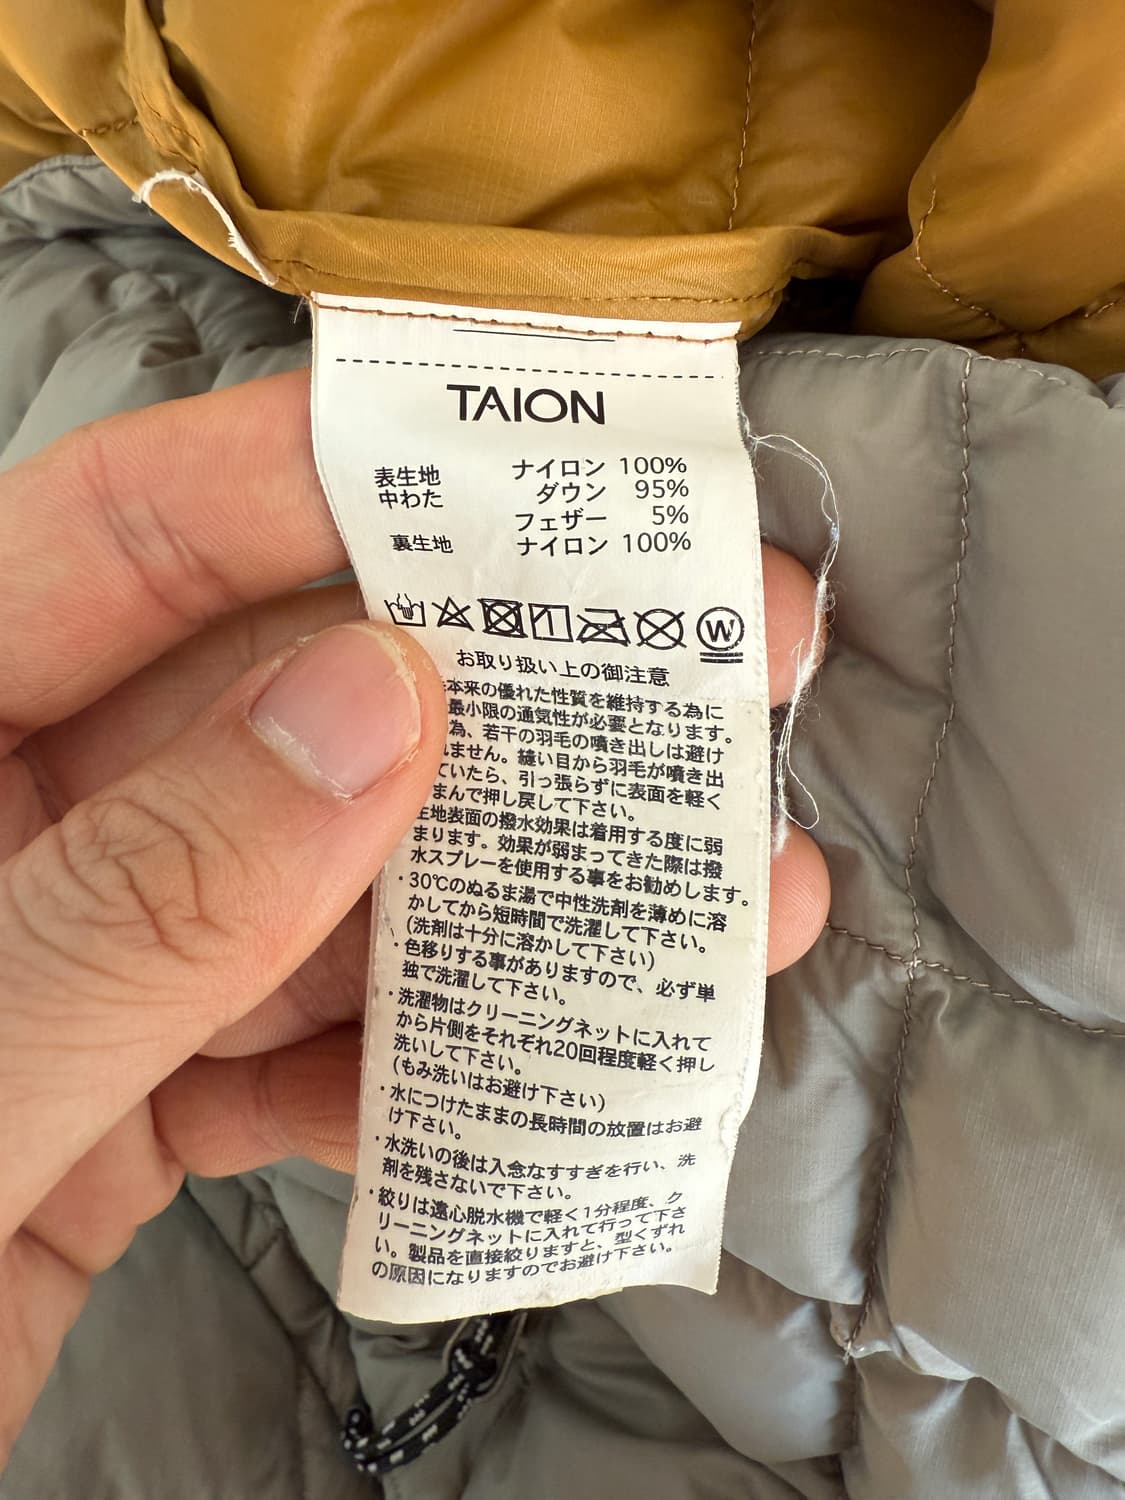 TAION
表生地 ナイロン 100%
中わた ダウン 95%
フェザー 5%
裏生地 ナイロン 100%
W
お取り扱い上の御注意
本来の優れた性質を維持する為に
最小限の通気性が必要となります。
為、若干の羽毛の噴き出しは避け
ません。縫い目から羽毛が噴き出
ていたら、引っ張らずに表面を軽く
まんで押し戻して下さい。
生地表面の撥水効果は着用する度に弱
まります。効果が弱まってきた際は撥
水スプレーを使用する事をお勧めします。
・30℃のぬるま湯で中性洗剤を薄めに溶
かしてから短時間で洗濯して下さい。
(洗剤は十分に溶かして下さい)
・色移りする事がありますので、必ず単
独で洗濯して下さい。
・洗濯物はクリーニングネットに入れて
から片側をそれぞれ20回程度軽く押し
洗いして下さい。
(もみ洗いはお避け下さい)
・水につけたままの長時間の放置はお避
け下さい。
・水洗いの後は入念なすすぎを行い、洗
剤を残さないで下さい。
・絞りは遠心脱水機で軽く1分程度、ク
リーニングネットに入れて行って下さ
い。製品を直接絞りますと、型くずれ
の原因になりますのでお避け下さい。